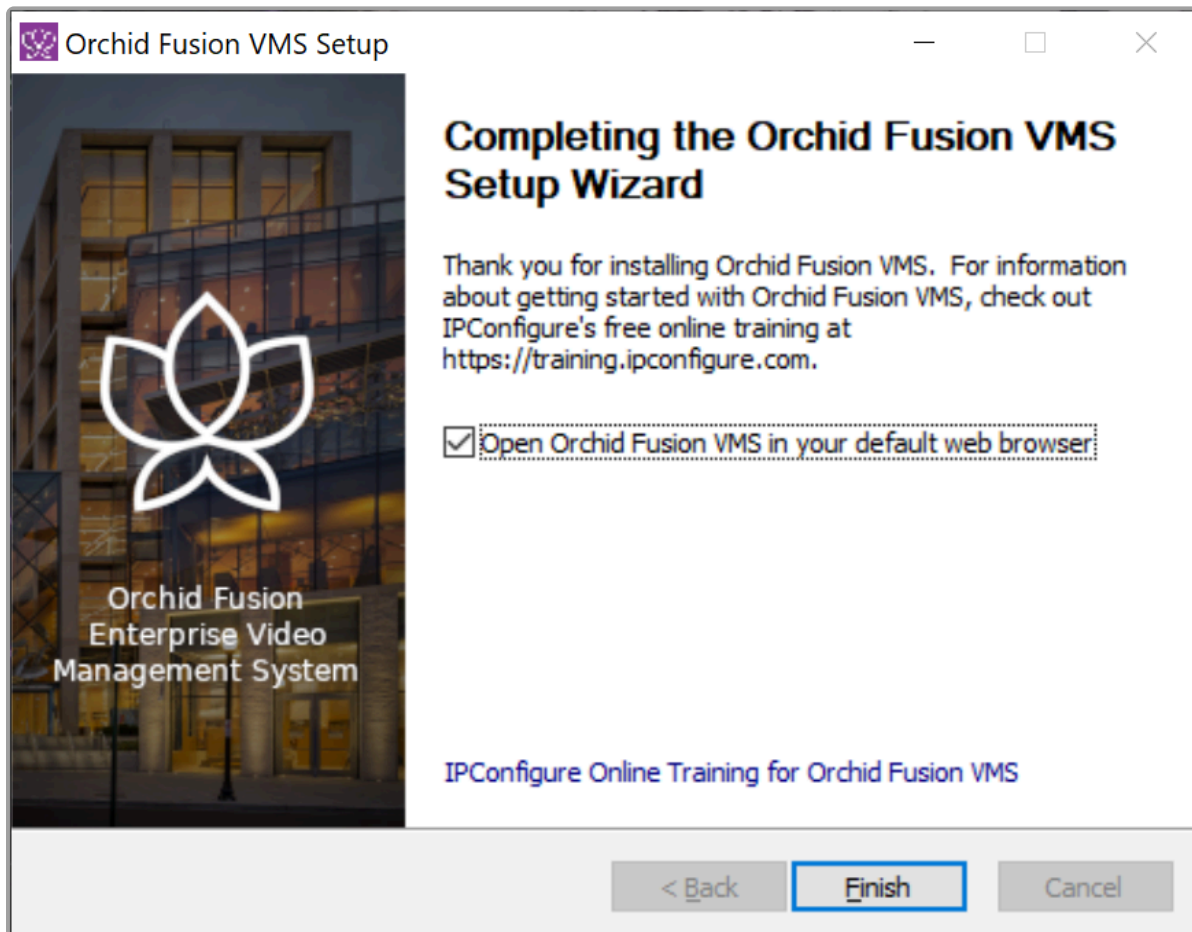 Orchid Fusion VMS Setup
Completing the Orchid Fusion VMS
Setup Wizard
Thank you for installing Orchid Fusion VMS.  For information
about getting started with Orchid Fusion VMS, check out
IPConfigure's free online training at
https://training.ipconfigure.com.
Open Orchid Fusion VMS in your default web browser
Orchid Fusion
Enterprise Video
Management System
IPConfigure Online Training for Orchid Fusion VMS
< Back
Finish
Cancel